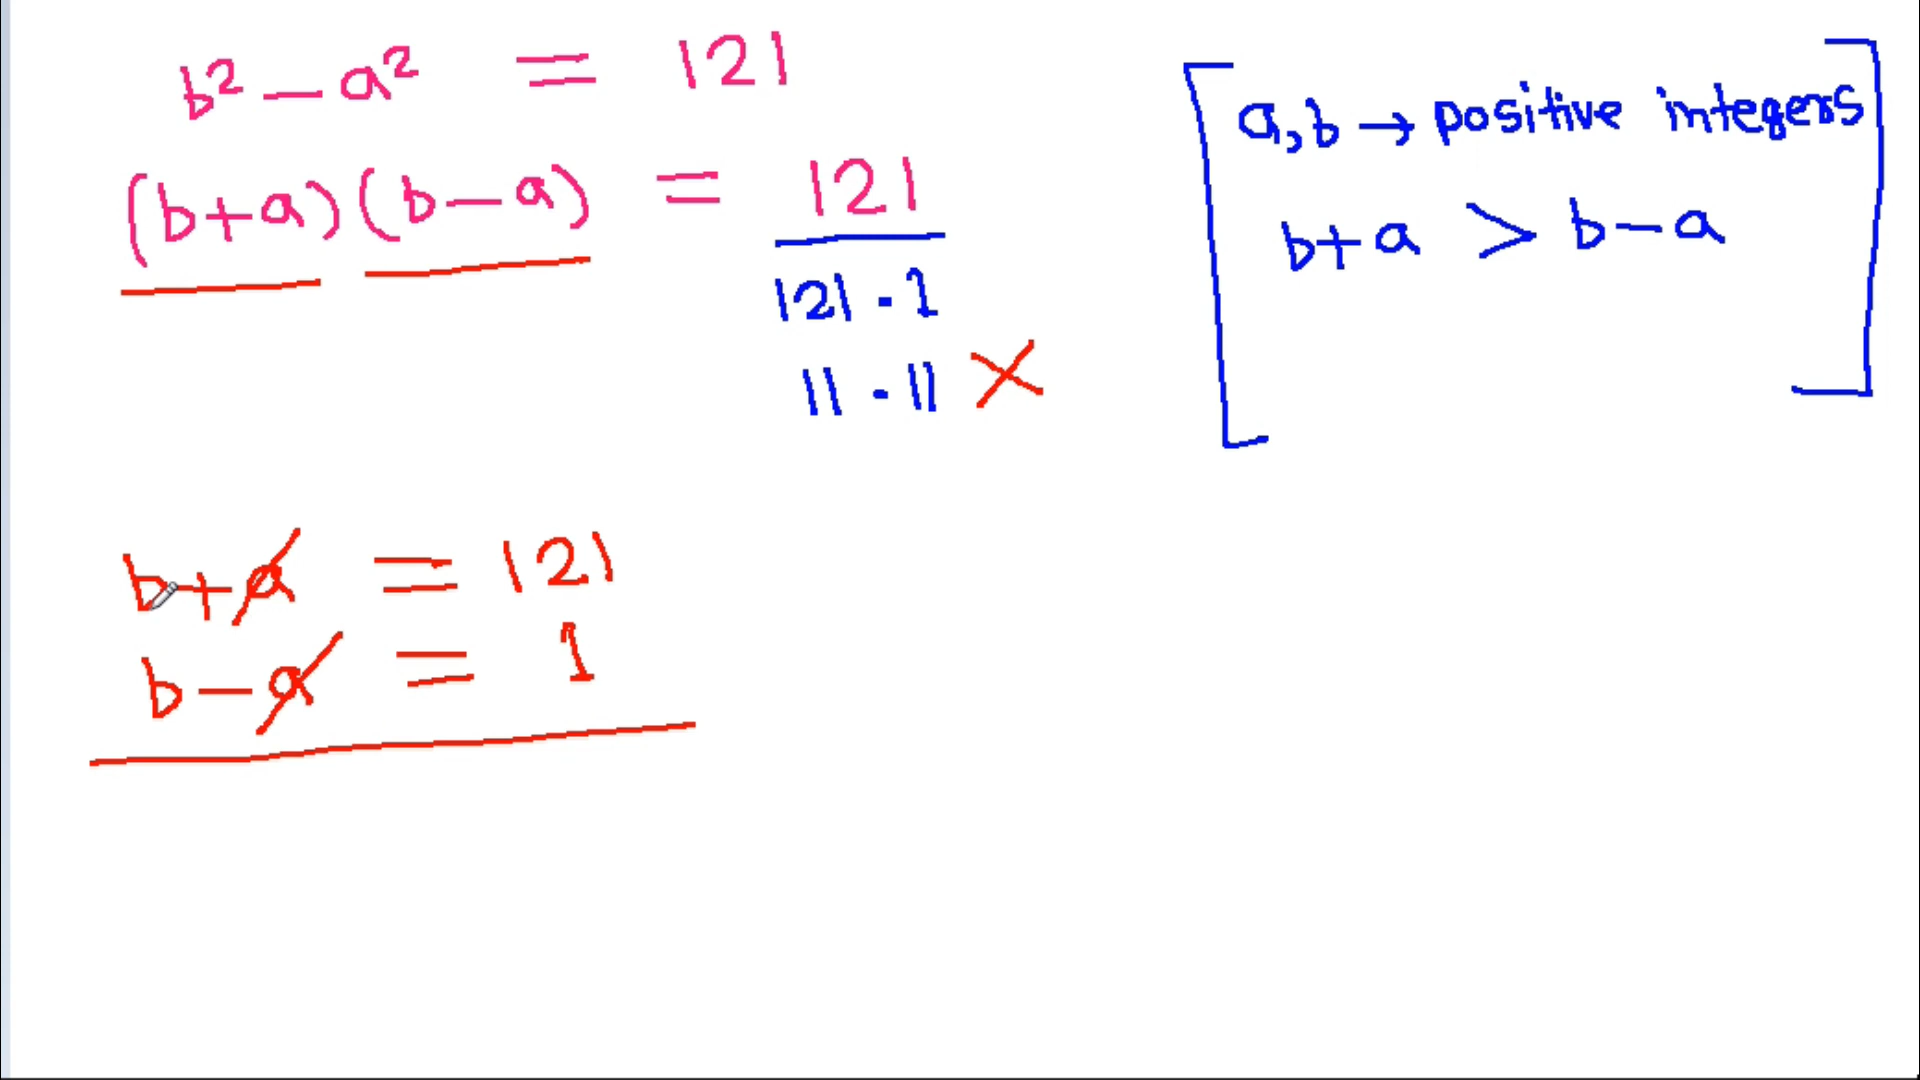 b² - a² = 121
(b+a)(b-a) = 121
121 · 1
11 · 11 ×
a, b → positive integers
b+a > b-a
b+a = 121
b-a = 1